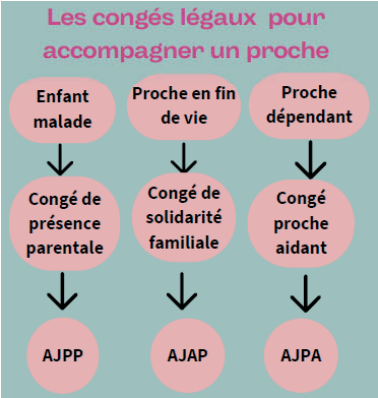 Les congés légaux pour
accompagner un proche
Enfant
malade
Proche en fin
de vie
Proche
dépendant
Congé de
présence
parentale
Congé de
solidarité
familiale
Congé
proche
aidant
AJPP
AJAP
AJPA